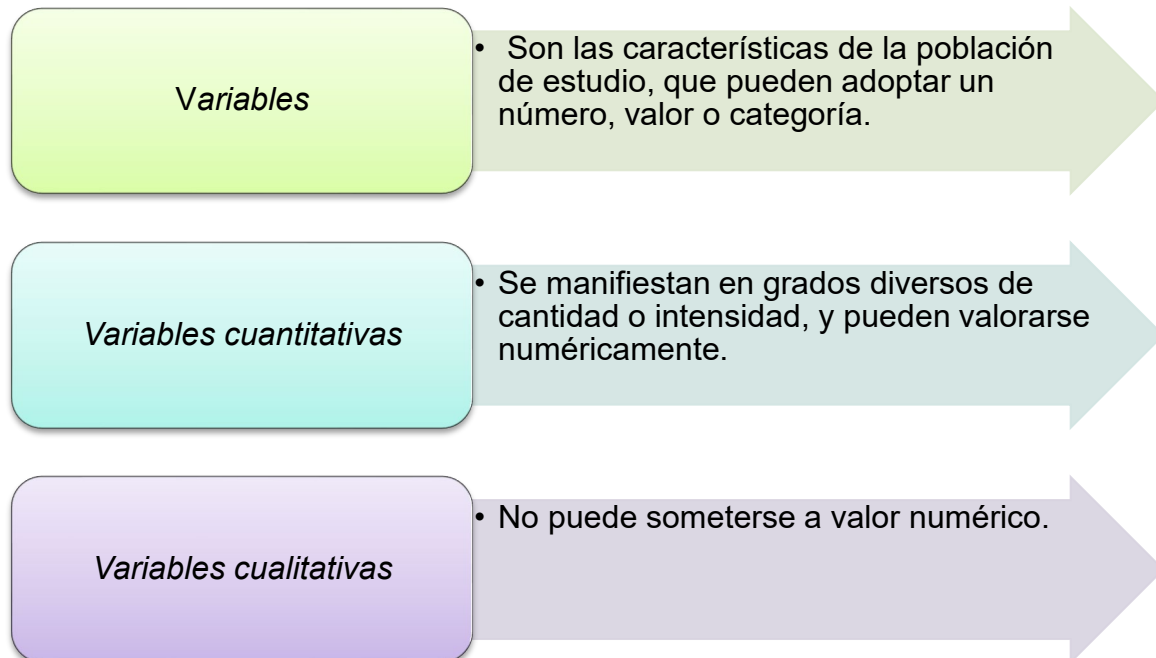 Variables
• Son las características de la población
de estudio, que pueden adoptar un
número, valor o categoría.
Variables cuantitativas
• Se manifiestan en grados diversos de
cantidad o intensidad, y pueden valorarse
numéricamente.
Variables cualitativas
• No puede someterse a valor numérico.